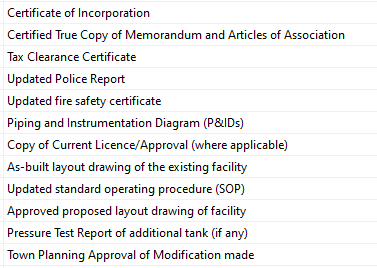 Certificate of Incorporation
Certified True Copy of Memorandum and Articles of Association
Tax Clearance Certificate
Updated Police Report
Updated fire safety certificate
Piping and Instrumentation Diagram (P&IDs)
Copy of Current Licence/Approval (where applicable)
As-built layout drawing of the existing facility
Updated standard operating procedure (SOP)
Approved proposed layout drawing of facility
Pressure Test Report of additional tank (if any)
Town Planning Approval of Modification made